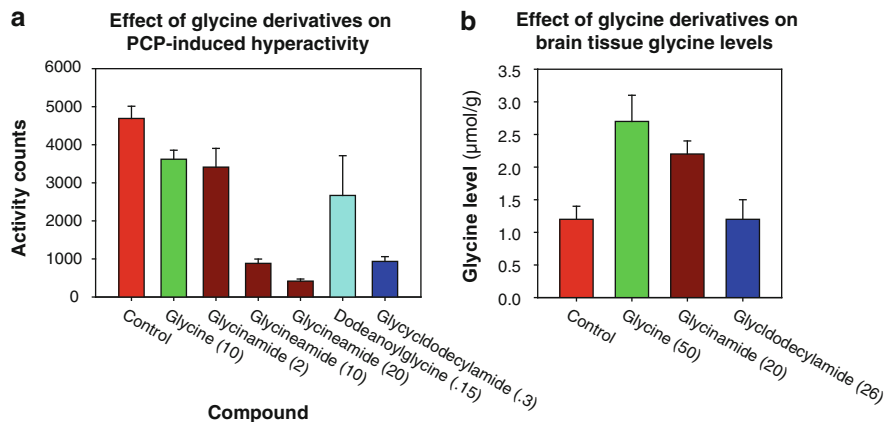 a
Effect of glycine derivatives on
PCP-induced hyperactivity
6000
5000
4000
3000
2000
1000
0
Activity counts
Control
Glycine (10)
Glycinamide (2)
Glycineamide (10)
Glycineamide (20)
Dodeanoylglycine (.15)
Glycycldodecylamide (.3)
Compound
b
Effect of glycine derivatives on
brain tissue glycine levels
3.5
3.0
2.5
2.0
1.5
1.0
0.5
0.0
Glycine level (μmol/g)
Control
Glycine (50)
Glycinamide (20)
Glycldodecylamide (26)